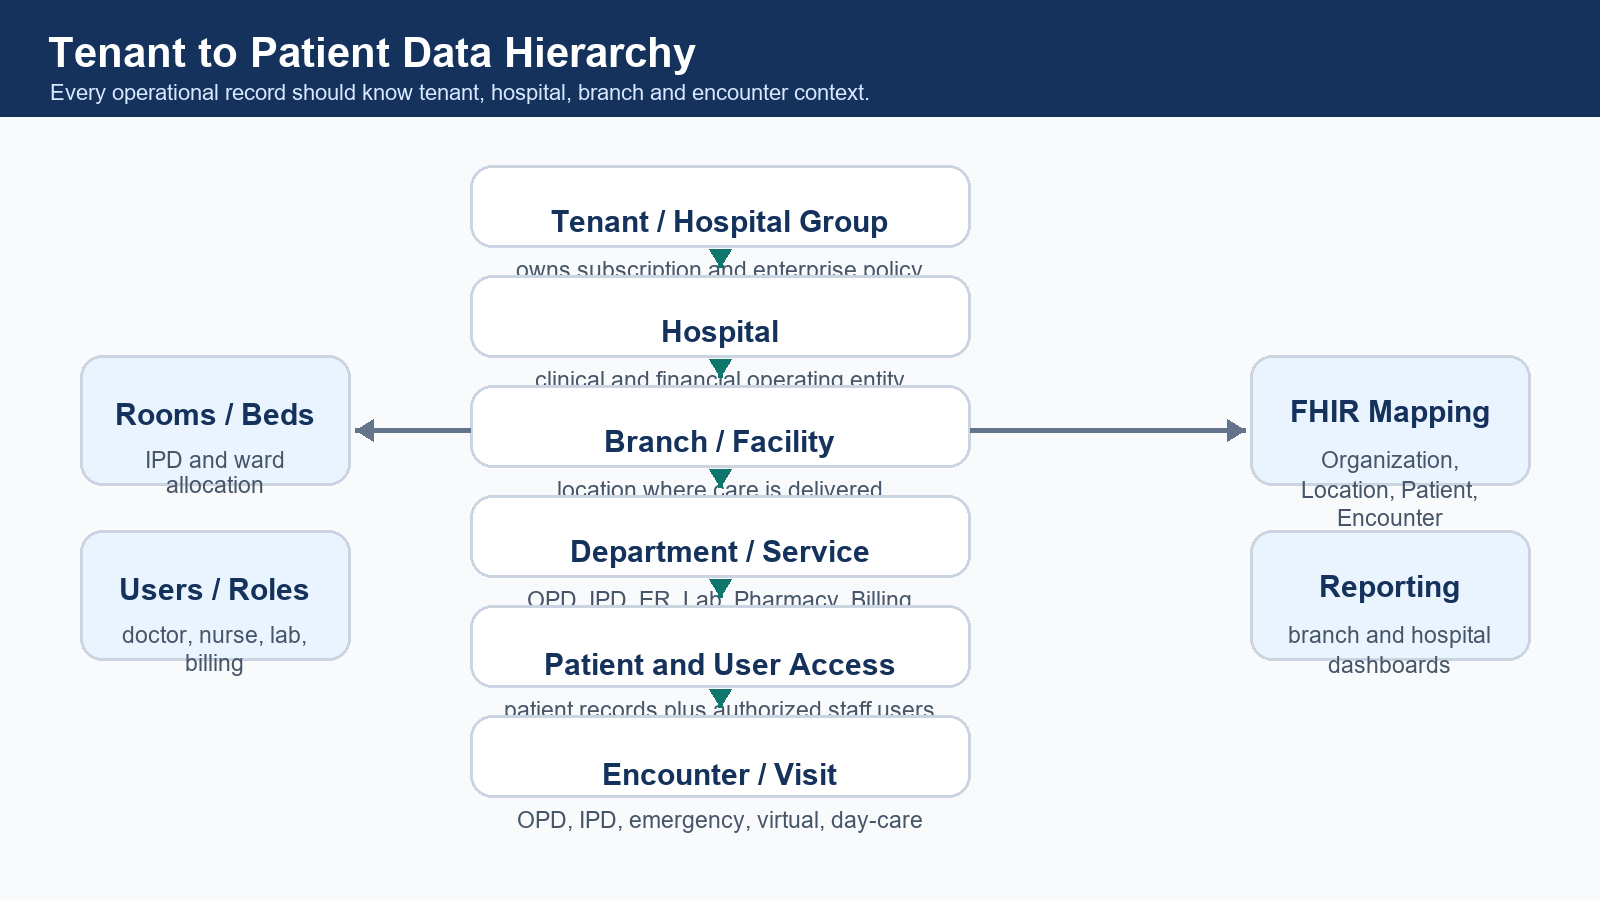 Tenant to Patient Data Hierarchy
Every operational record should know tenant, hospital, branch and encounter context.
Tenant / Hospital Group
owns subscription and enterprise policy
Hospital
clinical and financial operating entity
Branch / Facility
location where care is delivered
Department / Service
OPD, IPD, ER, Lab, Pharmacy, Billing
Patient and User Access
patient records plus authorized staff users
Encounter / Visit
OPD, IPD, emergency, virtual, day-care
Rooms / Beds
IPD and ward
allocation
Users / Roles
doctor, nurse, lab,
billing
FHIR Mapping
Organization,
Location, Patient,
Encounter
Reporting
branch and hospital
dashboards